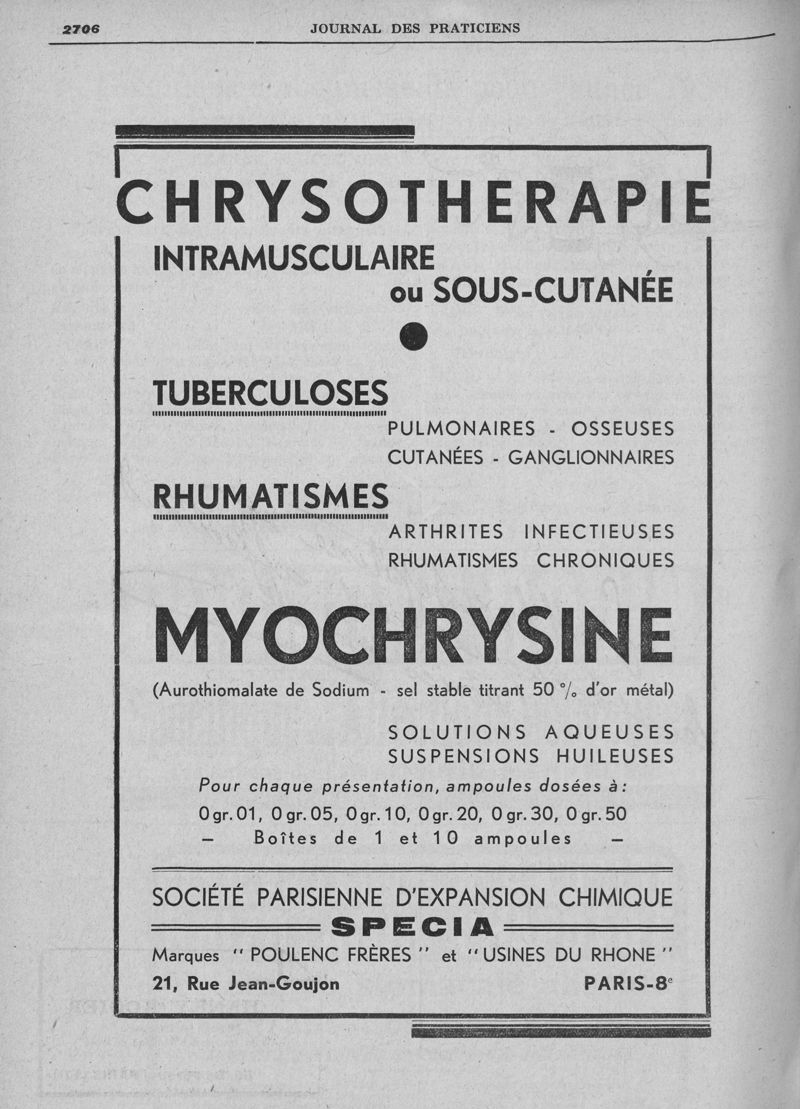 2706
JOURNAL DES PRATICIENS
CHRYSOTHERAPIE
INTRAMUSCULAIRE
ou SOUS-CUTANÉE
TUBERCULOSES
PULMONAIRES - OSSEUSES
CUTANÉES - GANGLIONNAIRES
RHUMATISMES
ARTHRITES INFECTIEUSES
RHUMATISMES CHRONIQUES
MYOCHRYSINE
(Aurothiomalate de Sodium - sel stable titrant 50 % d'or métal)
SOLUTIONS AQUEUSES
SUSPENSIONS HUILEUSES
Pour chaque présentation, ampoules dosées à :
0 gr. 01, 0 gr. 05, 0 gr. 10, 0 gr. 20, 0 gr. 30, 0 gr. 50
— Boîtes de 1 et 10 ampoules —
SOCIÉTÉ PARISIENNE D'EXPANSION CHIMIQUE
SPECIA
Marques " POULENC FRÈRES " et " USINES DU RHONE "
21, Rue Jean-Goujon PARIS-8e